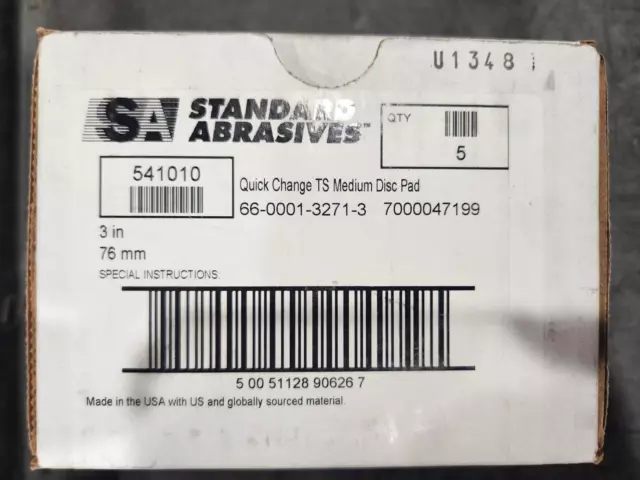 U13481
SA STANDARD
ABRASIVES™
QTY
5
541010
Quick Change TS Medium Disc Pad
66-0001-3271-3 7000047199
3 in
76 mm
SPECIAL INSTRUCTIONS:
5 00 51128 90626 7
Made in the USA with US and globally sourced material.